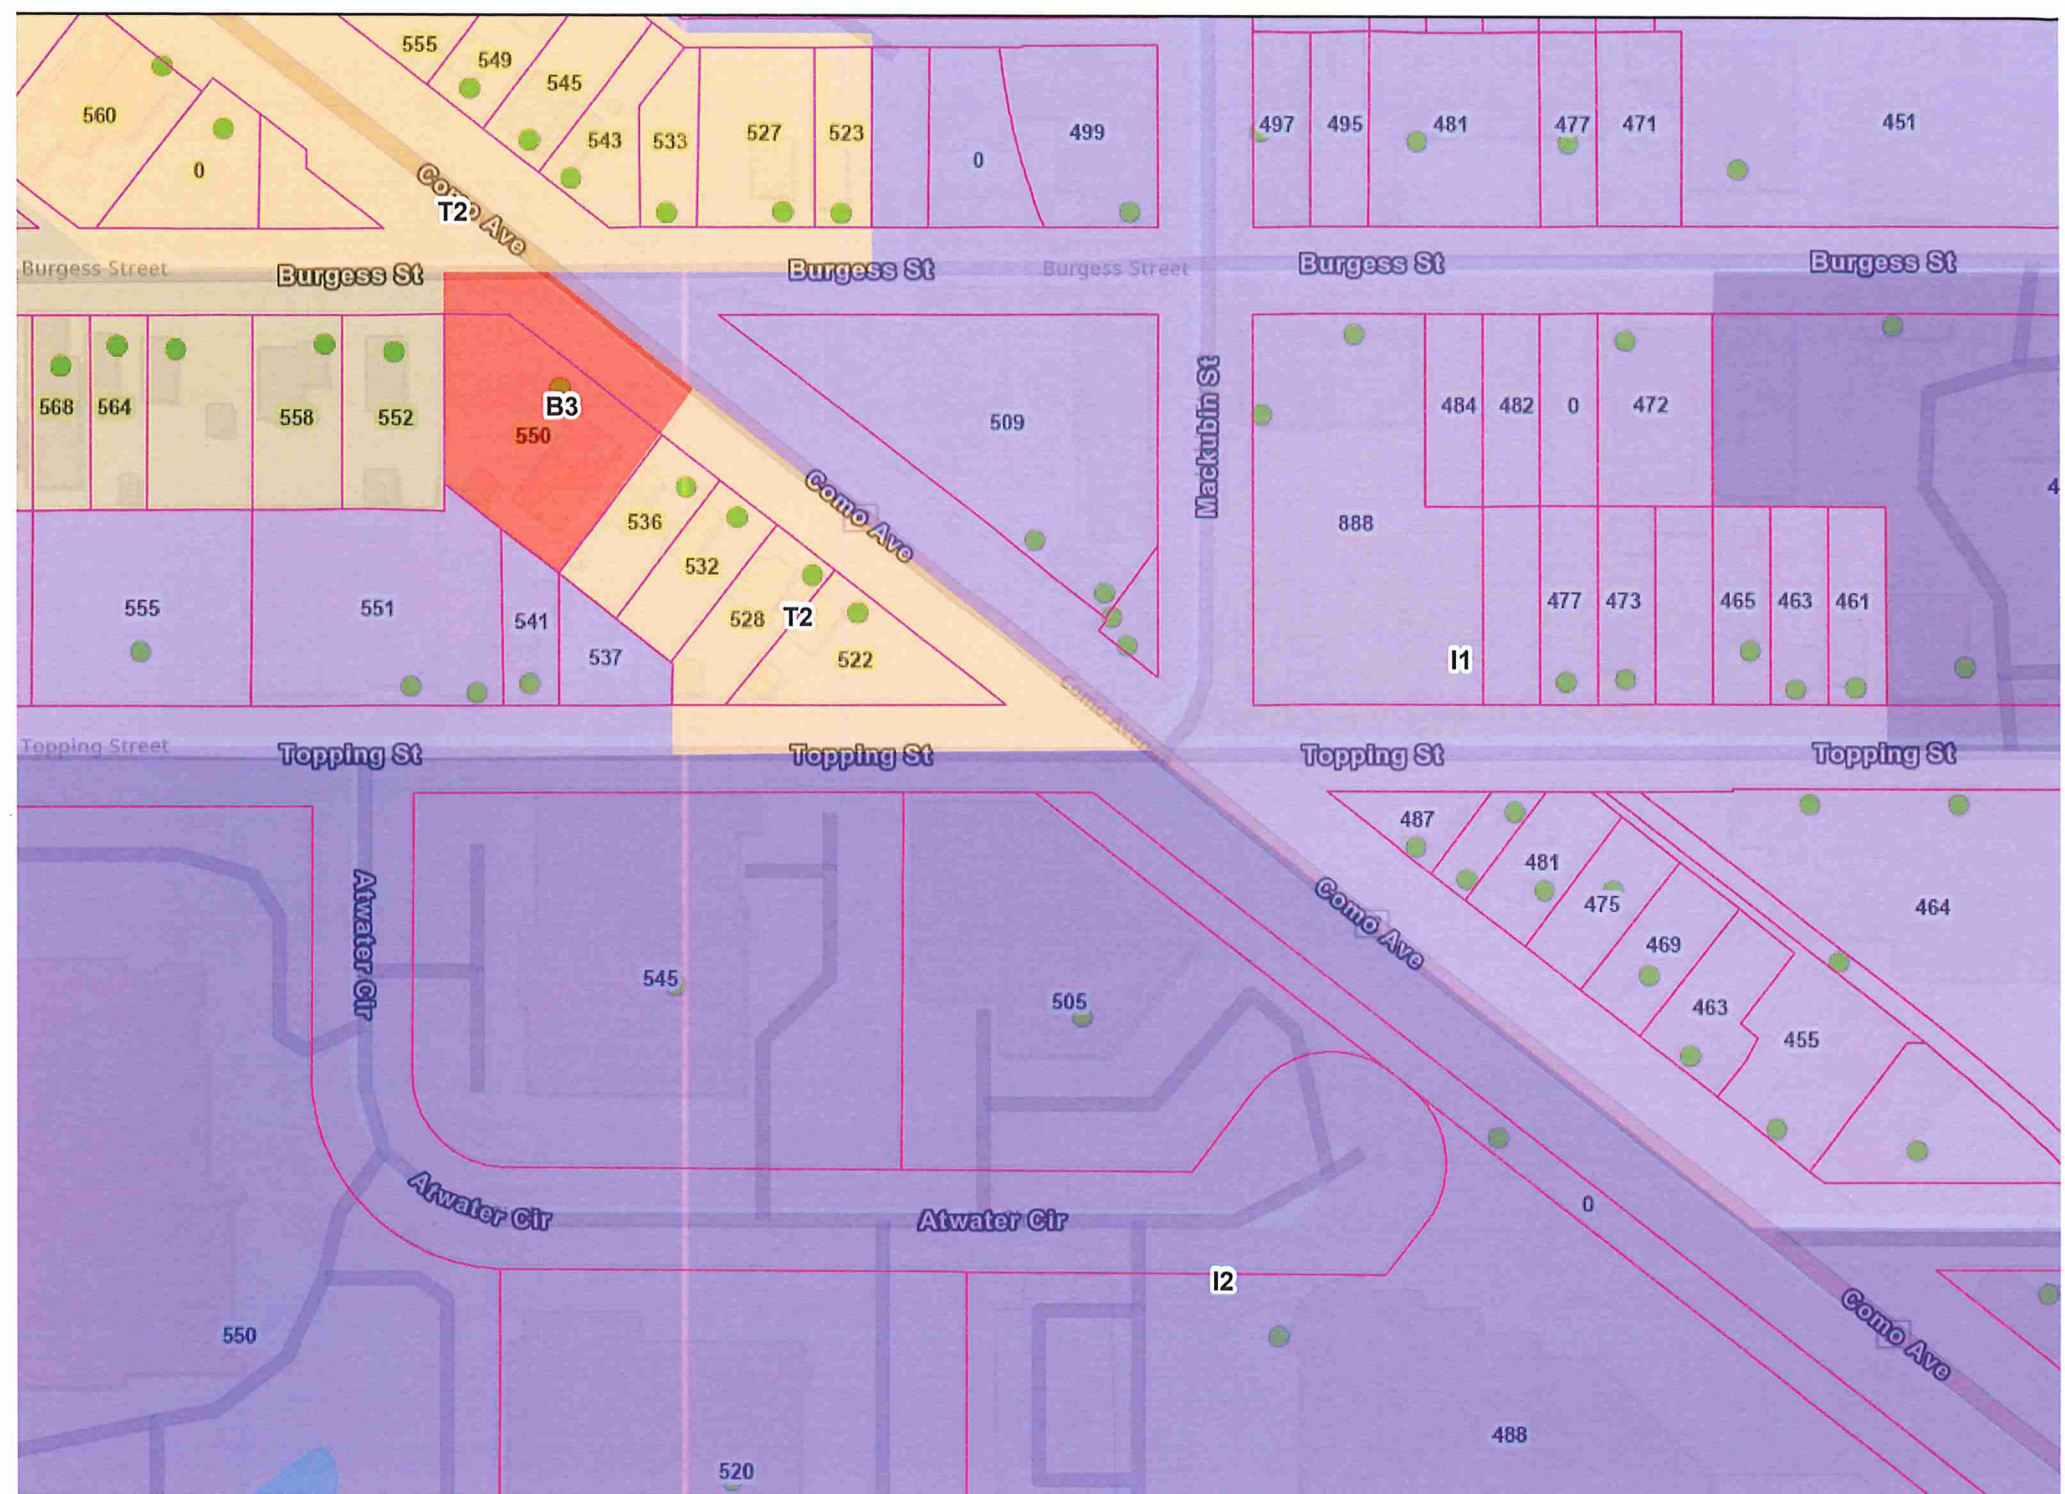 555
549
545
560
543
533
527
523
0
0
499
497
495
481
477
471
451
Como Ave
T2
Burgess Street
Burgess St
Burgess St
Burgess Street
Burgess St
Burgess St
568
564
558
552
B3
550
509
Mackubin St
484
482
0
472
4
536
532
528
T2
522
Como Ave
888
555
551
541
537
477
473
465
463
461
I1
Como Avenue
Topping Street
Topping St
Topping St
Topping St
Topping St
487
481
475
469
463
455
464
Atwater Cir
545
505
Como Ave
0
Atwater Cir
Atwater Cir
I2
550
520
488
Como Ave